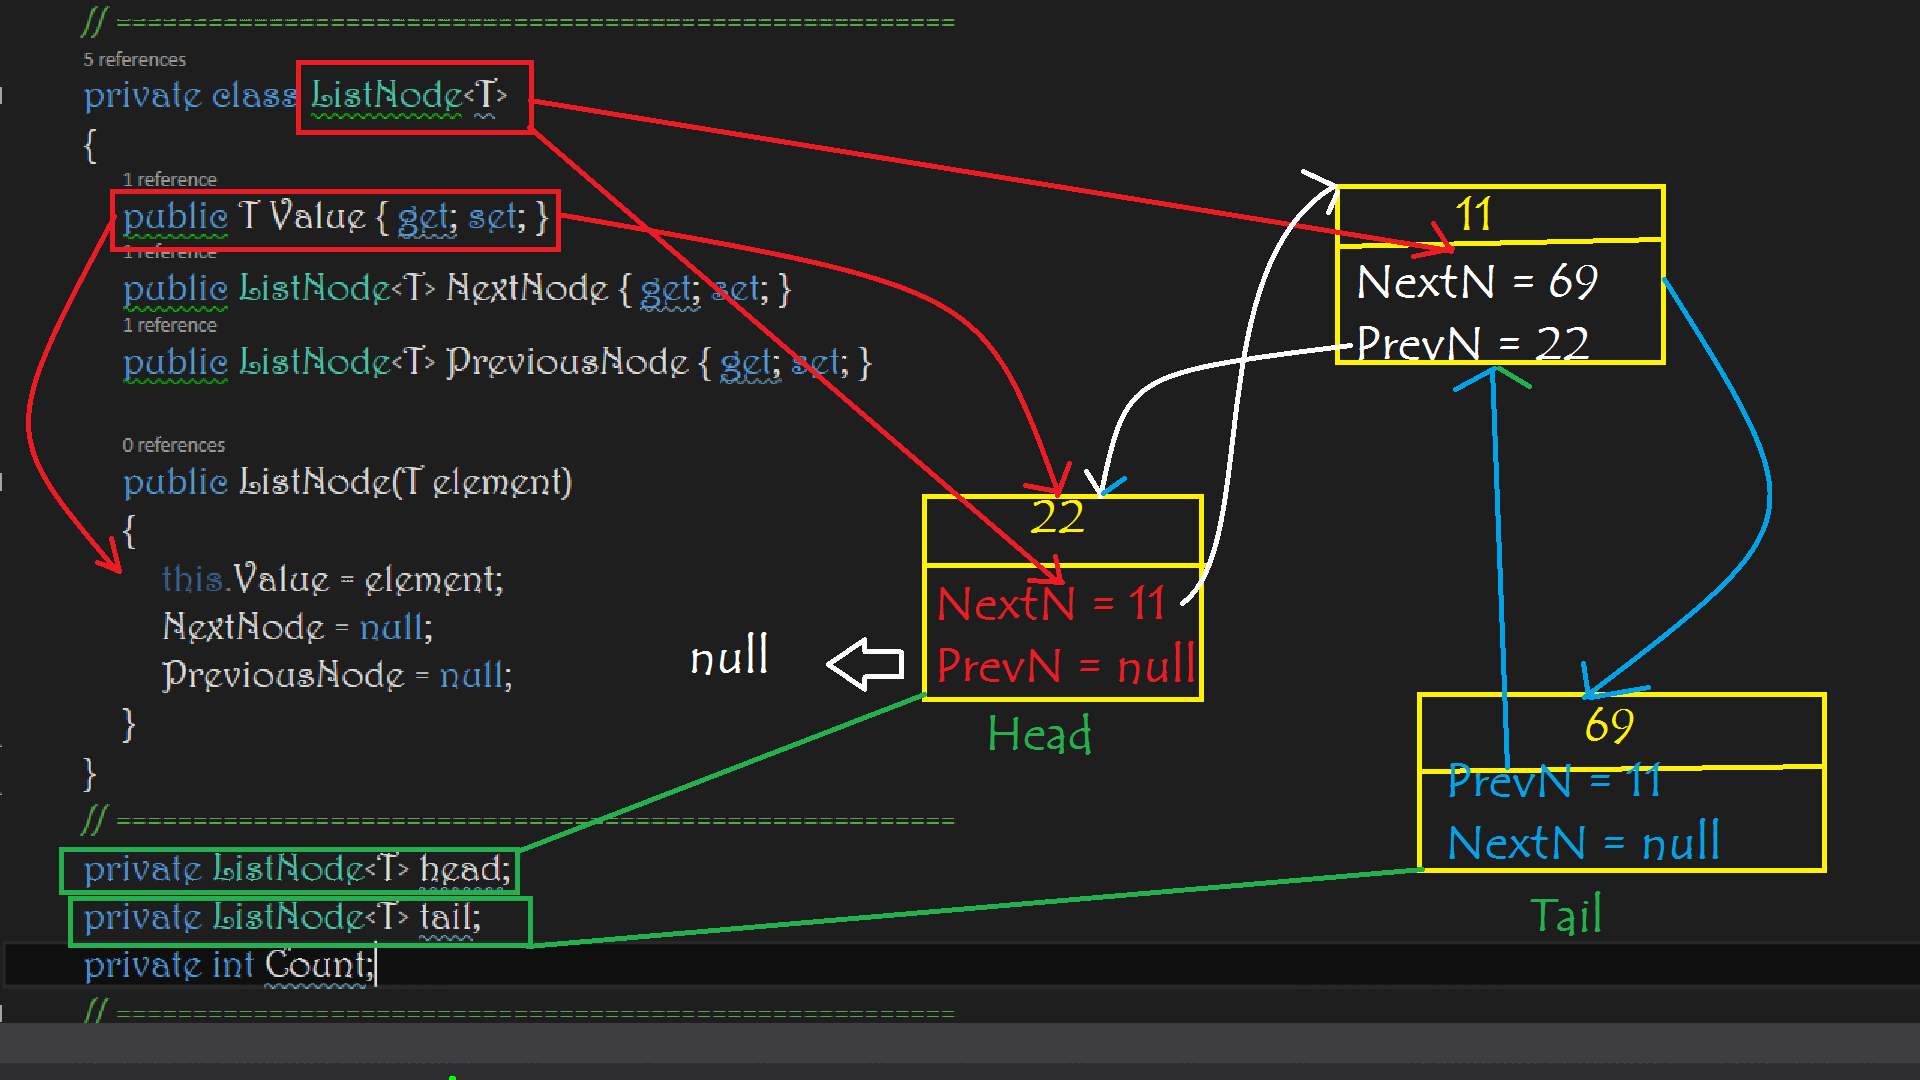 // =======================================================
5 references
private class ListNode<T>
{
1 reference
public T Value { get; set; }
1 reference
public ListNode<T> NextNode { get; set; }
1 reference
public ListNode<T> PreviousNode { get; set; }
0 references
public ListNode(T element)
{
this.Value = element;
NextNode = null;
PreviousNode = null;
}
}
// =======================================================
private ListNode<T> head;
private ListNode<T> tail;
private int Count;
// =======================================================
11
NextN = 69
PrevN = 22
22
NextN = 11
PrevN = null
null
Head
69
PrevN = 11
NextN = null
Tail